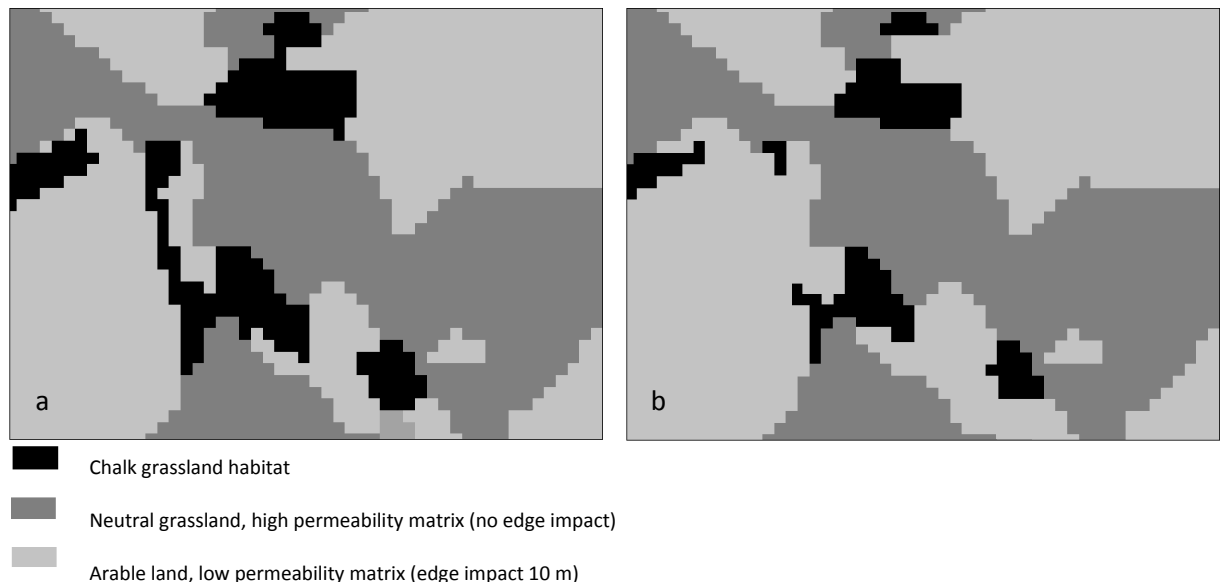 a
b
Chalk grassland habitat
Neutral grassland, high permeability matrix (no edge impact)
Arable land, low permeability matrix (edge impact 10 m)